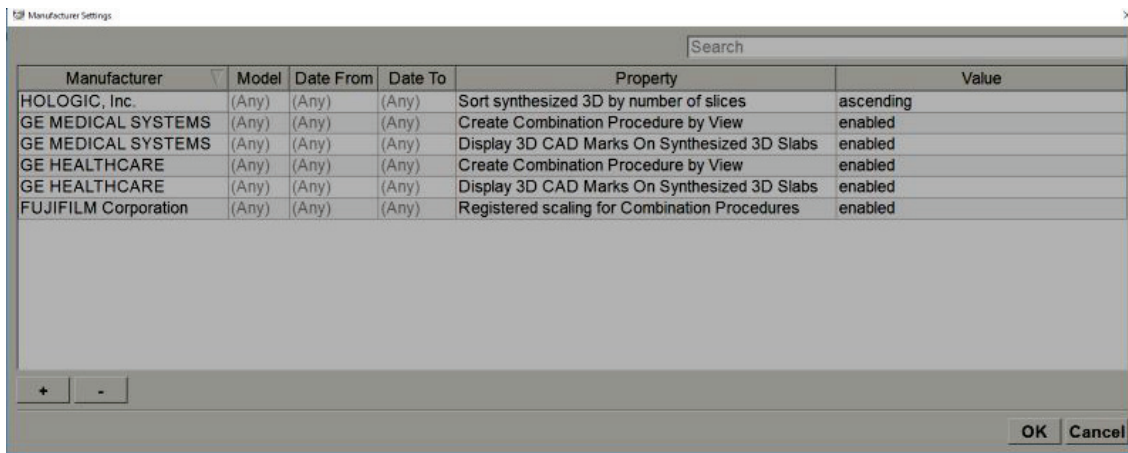 Manufacturer Settings
Search
Manufacturer Model Date From Date To Property Value
HOLOGIC, Inc. (Any) (Any) (Any) Sort synthesized 3D by number of slices ascending
GE MEDICAL SYSTEMS (Any) (Any) (Any) Create Combination Procedure by View enabled
GE MEDICAL SYSTEMS (Any) (Any) (Any) Display 3D CAD Marks On Synthesized 3D Slabs enabled
GE HEALTHCARE (Any) (Any) (Any) Create Combination Procedure by View enabled
GE HEALTHCARE (Any) (Any) (Any) Display 3D CAD Marks On Synthesized 3D Slabs enabled
FUJIFILM Corporation (Any) (Any) (Any) Registered scaling for Combination Procedures enabled
+ -
OK Cancel